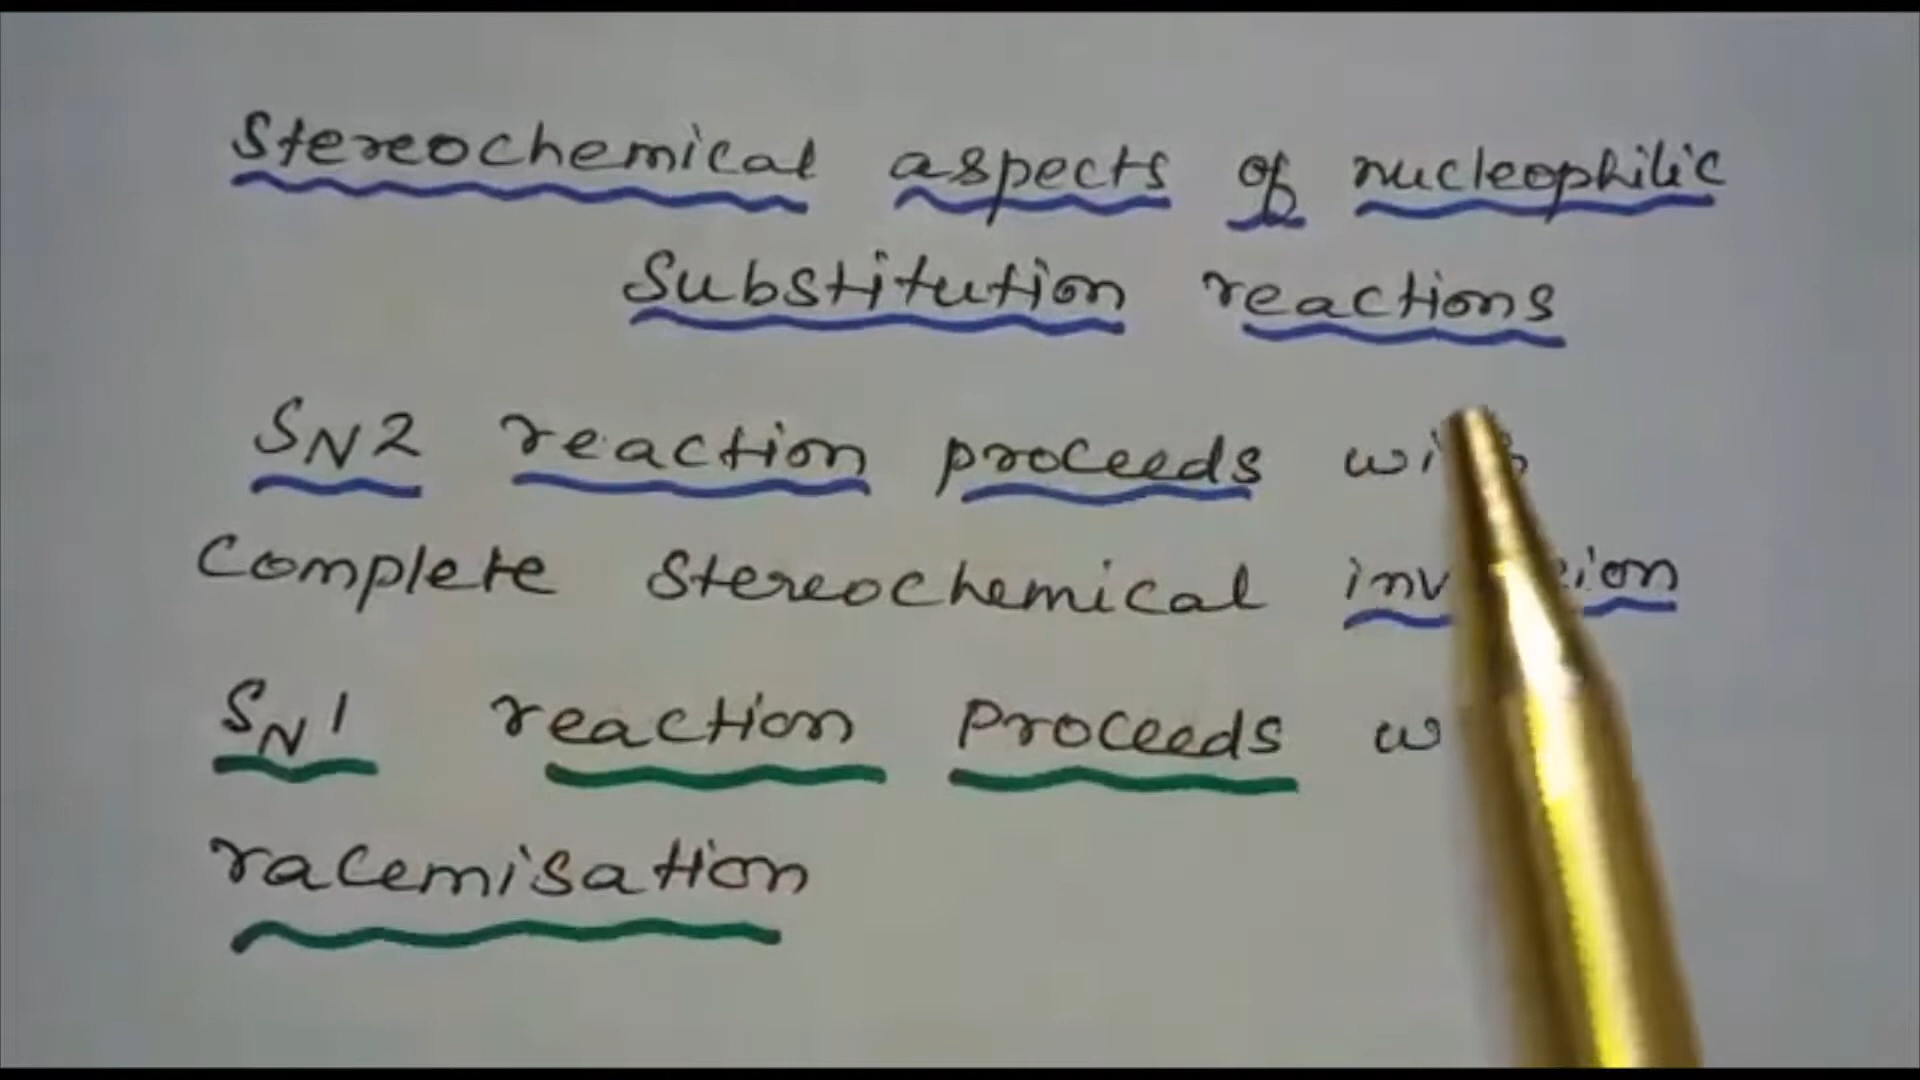 Stereochemical aspects of nucleophilic
Substitution reactions
SN2 reaction proceeds
Complete Stereochemical
SN1 reaction proceeds
racemisation